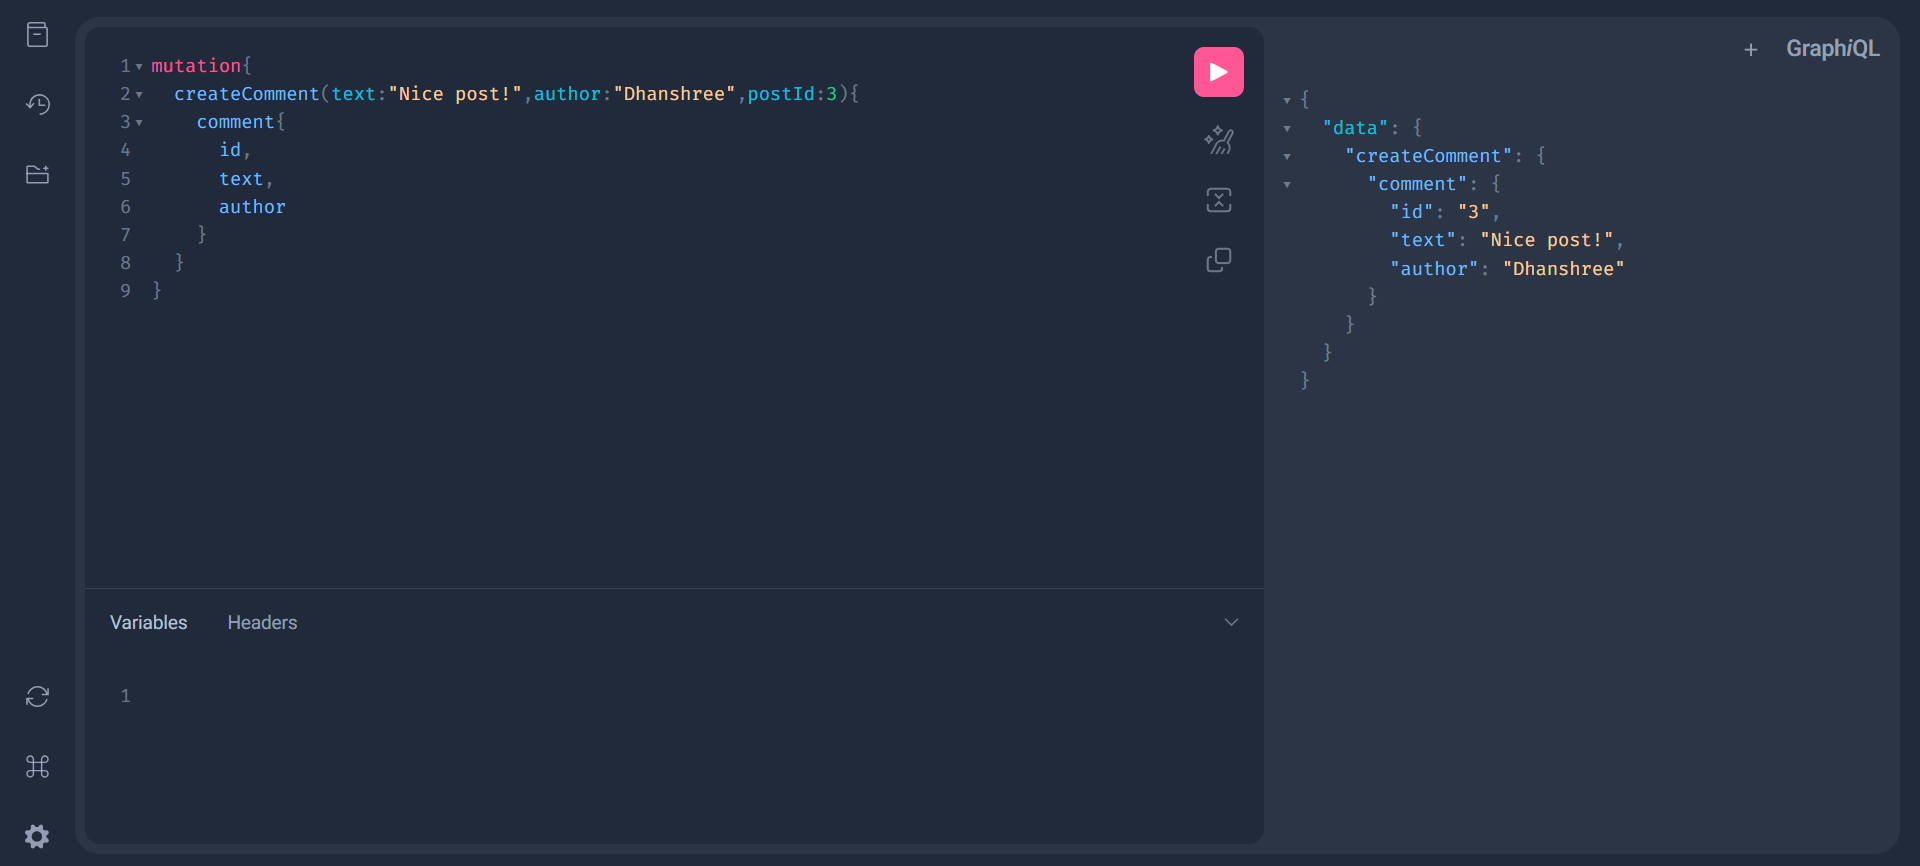 1 mutation{
2 createComment(text:"Nice post!",author:"Dhanshree",postId:3){
3 comment{
4 id,
5 text,
6 author
7 }
8 }
9 }
Variables Headers
1
+ GraphiQL
{
"data": {
"createComment": {
"comment": {
"id": "3",
"text": "Nice post!",
"author": "Dhanshree"
}
}
}
}